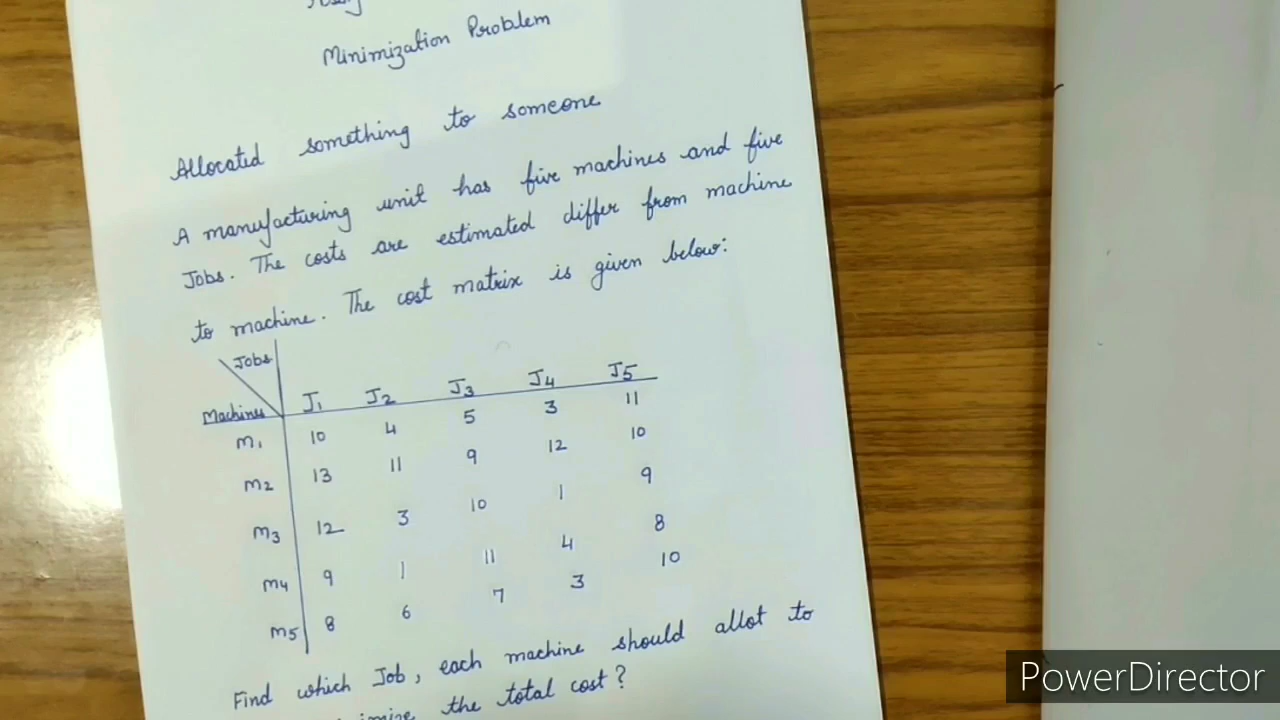 Minimization Problem
Allocated something to someone
A manufacturing unit has five machines and five
Jobs. The costs are estimated differ from machine
to machine. The cost matrix is given below:
Jobs
Machines J1 J2 J3 J4 J5
M1 10 4 5 3 11
M2 13 11 9 12 10
M3 12 3 10 1 9
M4 9 1 11 4 8
M5 8 6 7 3 10
Find which Job, each machine should allot to
the total cost?
PowerDirector